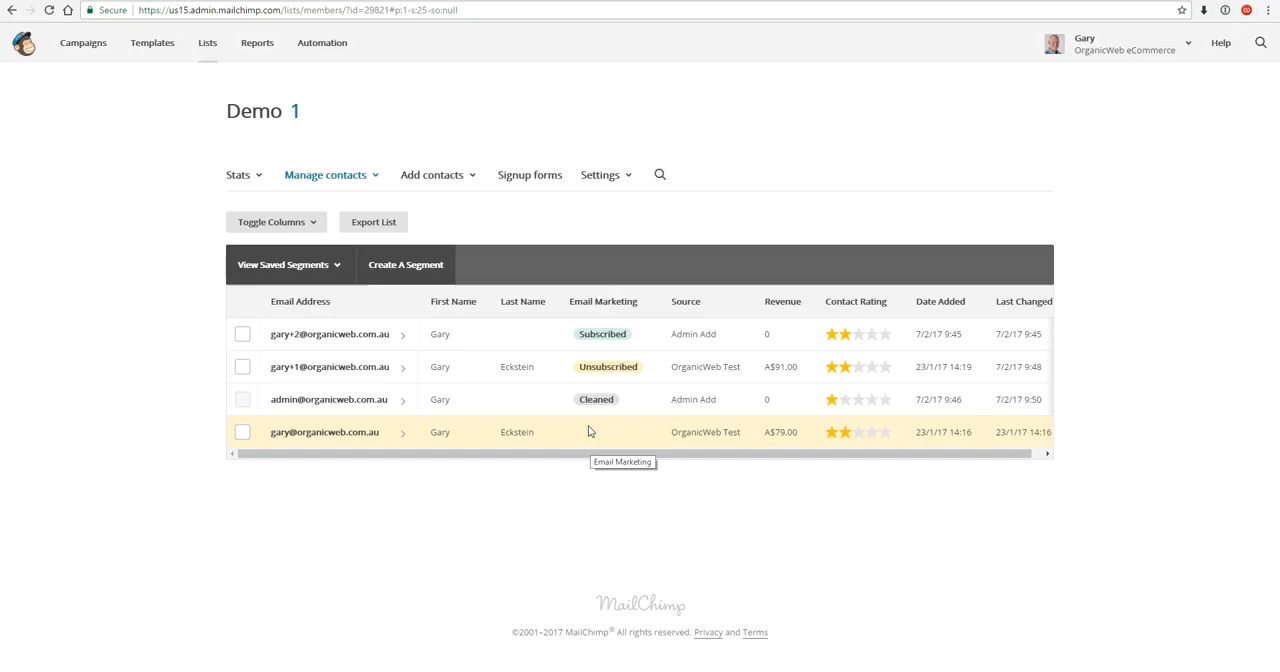 Secure https://us15.admin.mailchimp.com/lists/members/?id=29821#p:1-s:25-so:null
Campaigns Templates Lists Reports Automation Gary OrganicWeb eCommerce Help
Demo 1
Stats Manage contacts Add contacts Signup forms Settings
Toggle Columns Export List
View Saved Segments Create A Segment
Email Address First Name Last Name Email Marketing Source Revenue Contact Rating Date Added Last Changed
gary+2@organicweb.com.au Gary Subscribed Admin Add 0 7/2/17 9:45 7/2/17 9:45
gary+1@organicweb.com.au Gary Eckstein Unsubscribed OrganicWeb Test A$91.00 23/1/17 14:19 7/2/17 9:48
admin@organicweb.com.au Gary Cleaned Admin Add 0 7/2/17 9:46 7/2/17 9:50
gary@organicweb.com.au Gary Eckstein OrganicWeb Test A$79.00 23/1/17 14:16 23/1/17 14:16
Email Marketing
MailChimp
©2001–2017 MailChimp® All rights reserved. Privacy and Terms